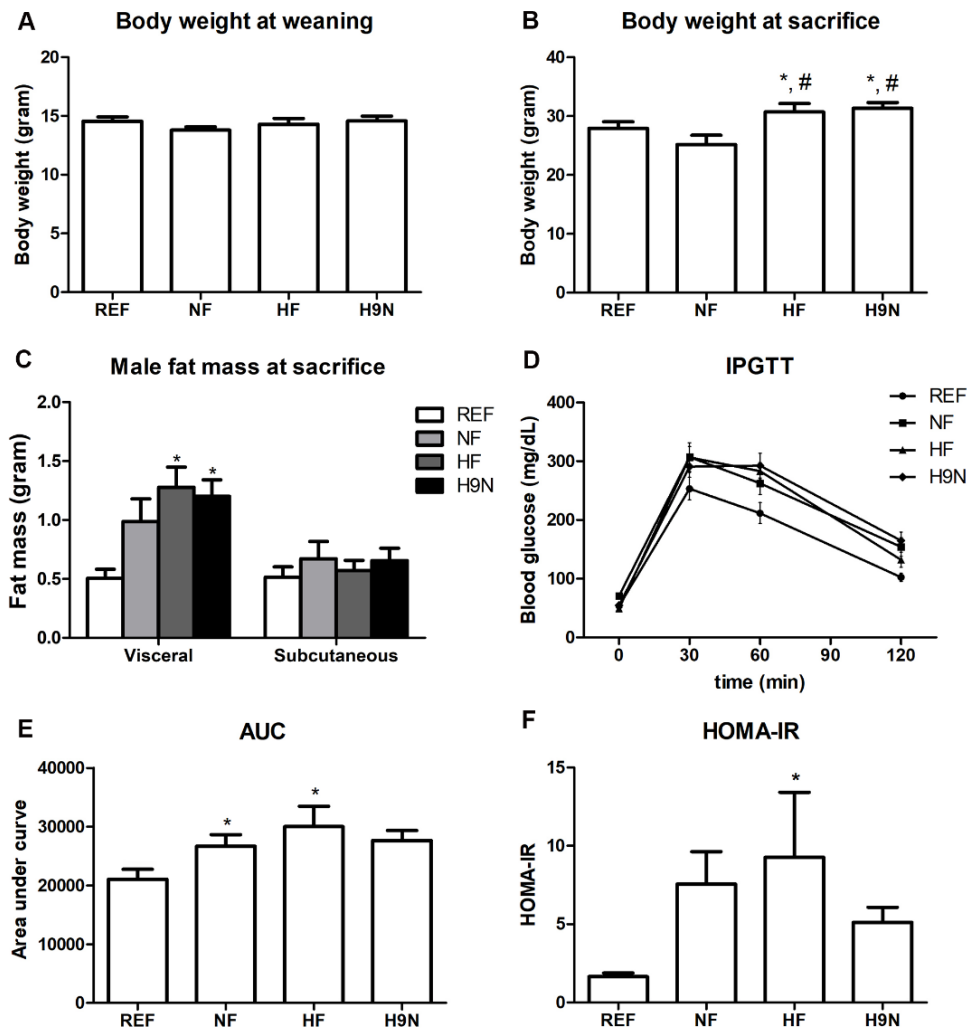 A Body weight at weaning
Body weight (gram)
20
15
10
5
0
REF NF HF H9N
B Body weight at sacrifice
Body weight (gram)
40
30
20
10
0
*, # *, #
REF NF HF H9N
C Male fat mass at sacrifice
Fat mass (gram)
2.0
1.5
1.0
0.5
0.0
* *
Visceral Subcutaneous
REF
NF
HF
H9N
D IPGTT
Blood glucose (mg/dL)
400
300
200
100
0
0 30 60 90 120
time (min)
REF
NF
HF
H9N
E AUC
Area under curve
40000
30000
20000
10000
0
* *
REF NF HF H9N
F HOMA-IR
HOMA-IR
15
10
5
0
*
REF NF HF H9N